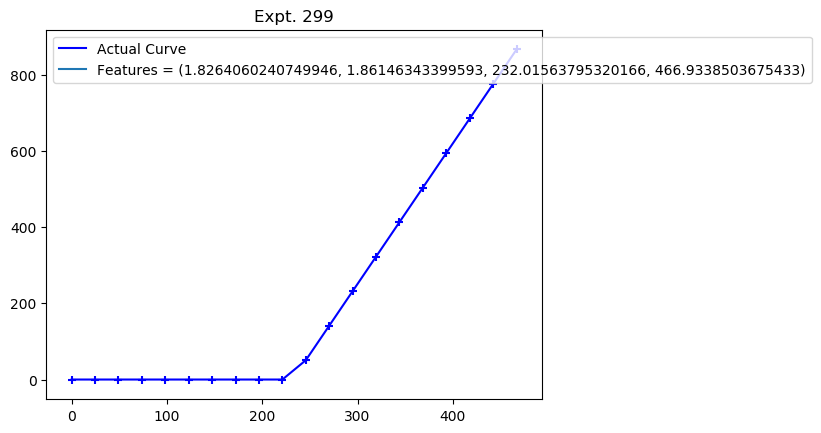 Expt. 299
Actual Curve
Features = (1.8264060240749946, 1.86146343399593, 232.01563795320166, 466.9338503675433)
800
600
400
200
0
0 100 200 300 400